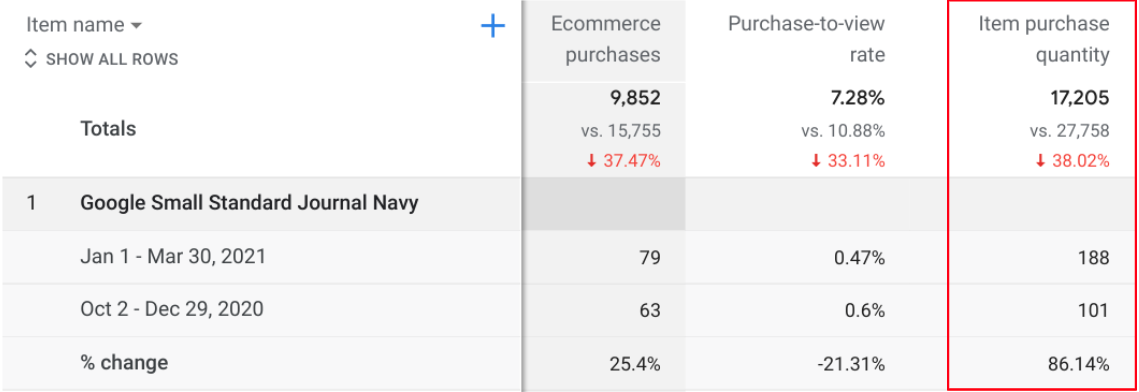 Item name
SHOW ALL ROWS
Ecommerce purchases
Purchase-to-view rate
Item purchase quantity
Totals
9,852 7.28% 17,205
vs. 15,755 vs. 10.88% vs. 27,758
↓ 37.47% ↓ 33.11% ↓ 38.02%
1 Google Small Standard Journal Navy
Jan 1 - Mar 30, 2021 79 0.47% 188
Oct 2 - Dec 29, 2020 63 0.6% 101
% change 25.4% -21.31% 86.14%